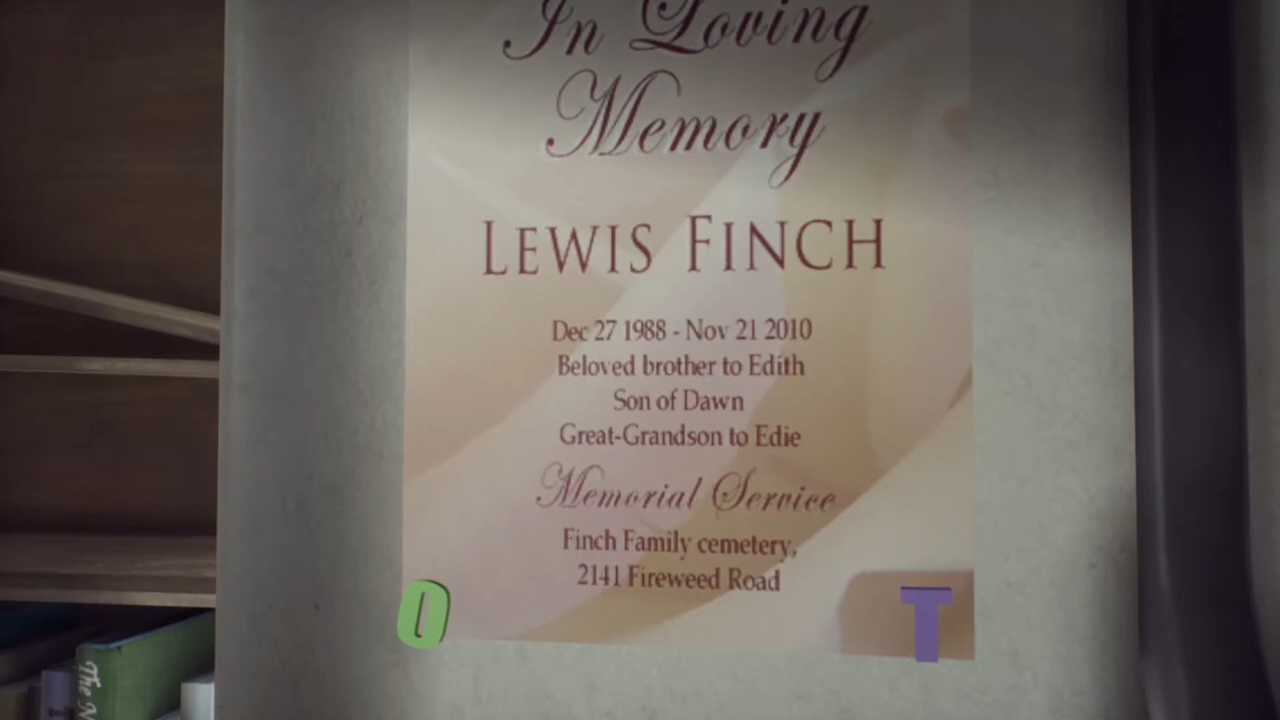 In Loving
Memory
LEWIS FINCH
Dec 27 1988 - Nov 21 2010
Beloved brother to Edith
Son of Dawn
Great-Grandson to Edie
Memorial Service
Finch Family cemetery,
2141 Fireweed Road
O T
The